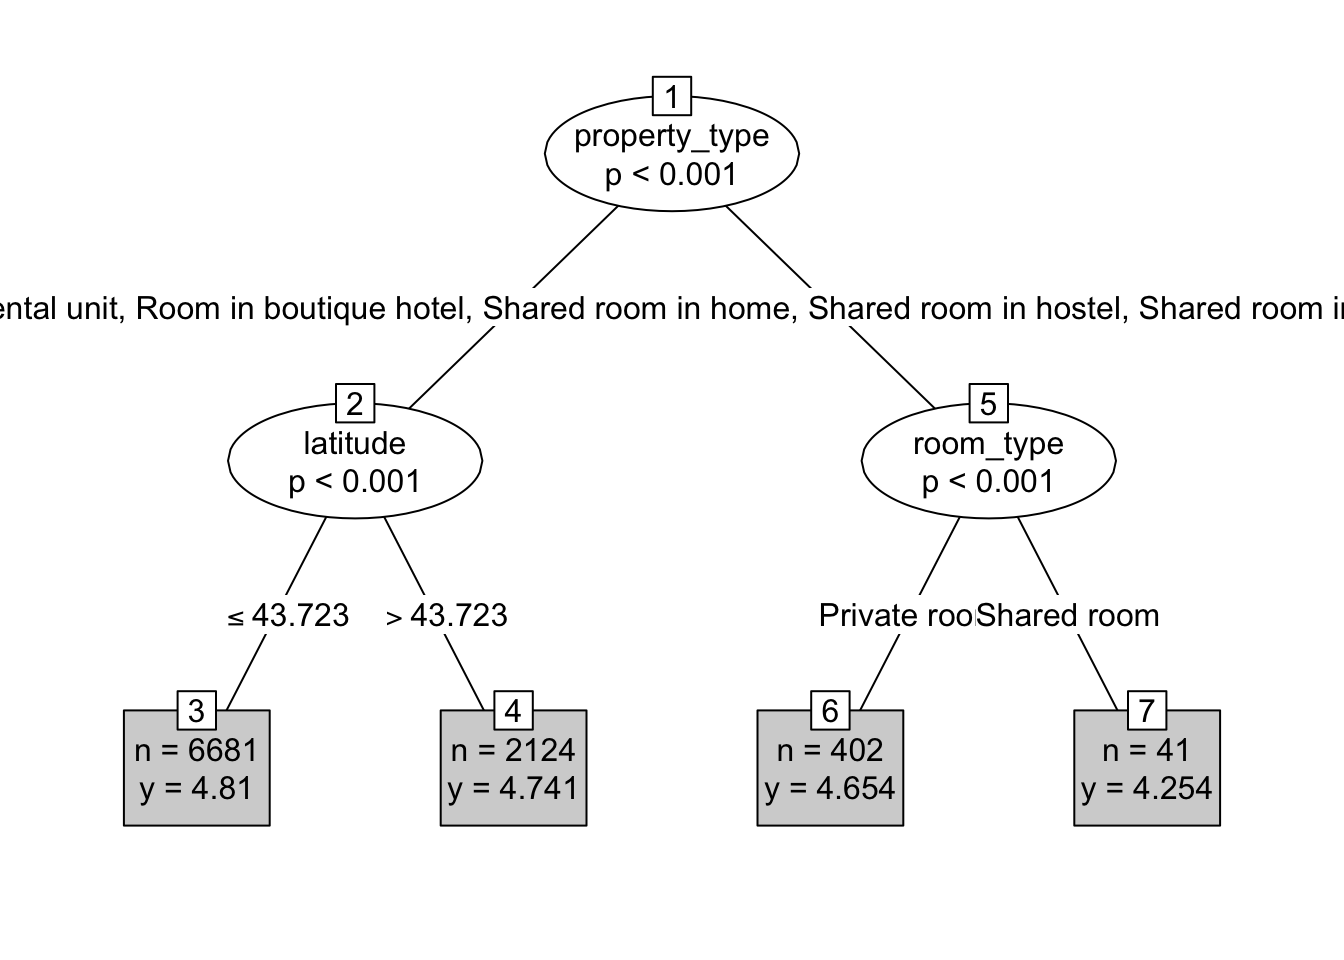 1
property_type
p < 0.001
unit, Room in boutique hotel, Shared room in home, Shared room in hostel, Shared room
2
latitude
p < 0.001
5
room_type
p < 0.001
≤ 43.723
> 43.723
Private roo
Shared room
3
n = 6681
y = 4.81
4
n = 2124
y = 4.741
6
n = 402
y = 4.654
7
n = 41
y = 4.254